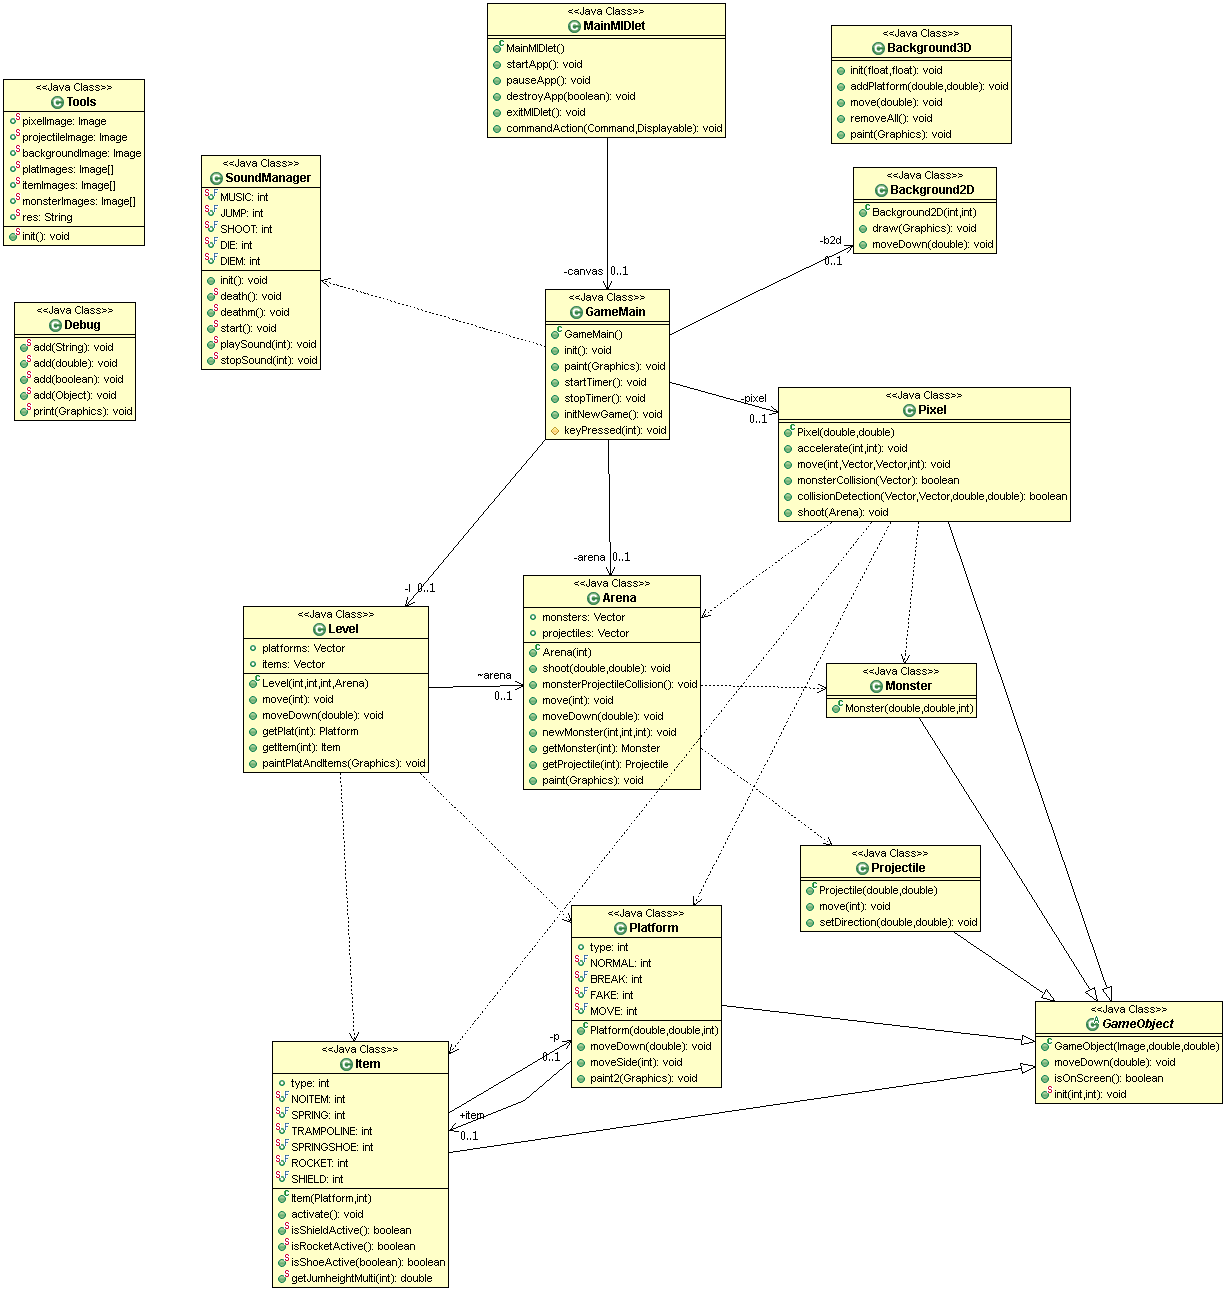 <<Java Class>>
MainMIDlet
MainMIDlet()
startApp(): void
pauseApp(): void
destroyApp(boolean): void
exitMIDlet(): void
commandAction(Command,Displayable): void
<<Java Class>>
Background3D
init(float,float): void
addPlatform(double,double): void
move(double): void
removeAll(): void
paint(Graphics): void
<<Java Class>>
Tools
pixelImage: Image
projectileImage: Image
backgroundImage: Image
platImages: Image[]
itemImages: Image[]
monsterImages: Image[]
res: String
init(): void
<<Java Class>>
SoundManager
MUSIC: int
JUMP: int
SHOOT: int
DIE: int
DIEM: int
init(): void
death(): void
deathm(): void
start(): void
playSound(int): void
stopSound(int): void
<<Java Class>>
Background2D
Background2D(int,int)
draw(Graphics): void
moveDown(double): void
-b2d
0..1
-canvas 0..1
<<Java Class>>
Debug
add(String): void
add(double): void
add(boolean): void
add(Object): void
print(Graphics): void
<<Java Class>>
GameMain
GameMain()
init(): void
paint(Graphics): void
startTimer(): void
stopTimer(): void
initNewGame(): void
keyPressed(int): void
-pixel
0..1
<<Java Class>>
Pixel
Pixel(double,double)
accelerate(int,int): void
move(int,Vector,Vector,int): void
monsterCollision(Vector): boolean
collisionDetection(Vector,Vector,double,double): boolean
shoot(Arena): void
-l 0..1
-arena 0..1
<<Java Class>>
Level
platforms: Vector
items: Vector
Level(int,int,int,Arena)
move(int): void
moveDown(double): void
getPlat(int): Platform
getItem(int): Item
paintPlatAndItems(Graphics): void
~arena
0..1
<<Java Class>>
Arena
monsters: Vector
projectiles: Vector
Arena(int)
shoot(double,double): void
monsterProjectileCollision(): void
move(int): void
moveDown(double): void
newMonster(int,int,int): void
getMonster(int): Monster
getProjectile(int): Projectile
paint(Graphics): void
<<Java Class>>
Monster
Monster(double,double,int)
<<Java Class>>
Projectile
Projectile(double,double)
move(int): void
setDirection(double,double): void
<<Java Class>>
Platform
type: int
NORMAL: int
BREAK: int
FAKE: int
MOVE: int
Platform(double,double,int)
moveDown(double): void
moveSide(int): void
paint2(Graphics): void
<<Java Class>>
GameObject
GameObject(Image,double,double)
moveDown(double): void
isOnScreen(): boolean
init(int,int): void
-p
0..1
+item
0..1
<<Java Class>>
Item
type: int
NOITEM: int
SPRING: int
TRAMPOLINE: int
SPRINGSHOE: int
ROCKET: int
SHIELD: int
Item(Platform,int)
activate(): void
isShieldActive(): boolean
isRocketActive(): boolean
isShoeActive(boolean): boolean
getJumheightMulti(int): double